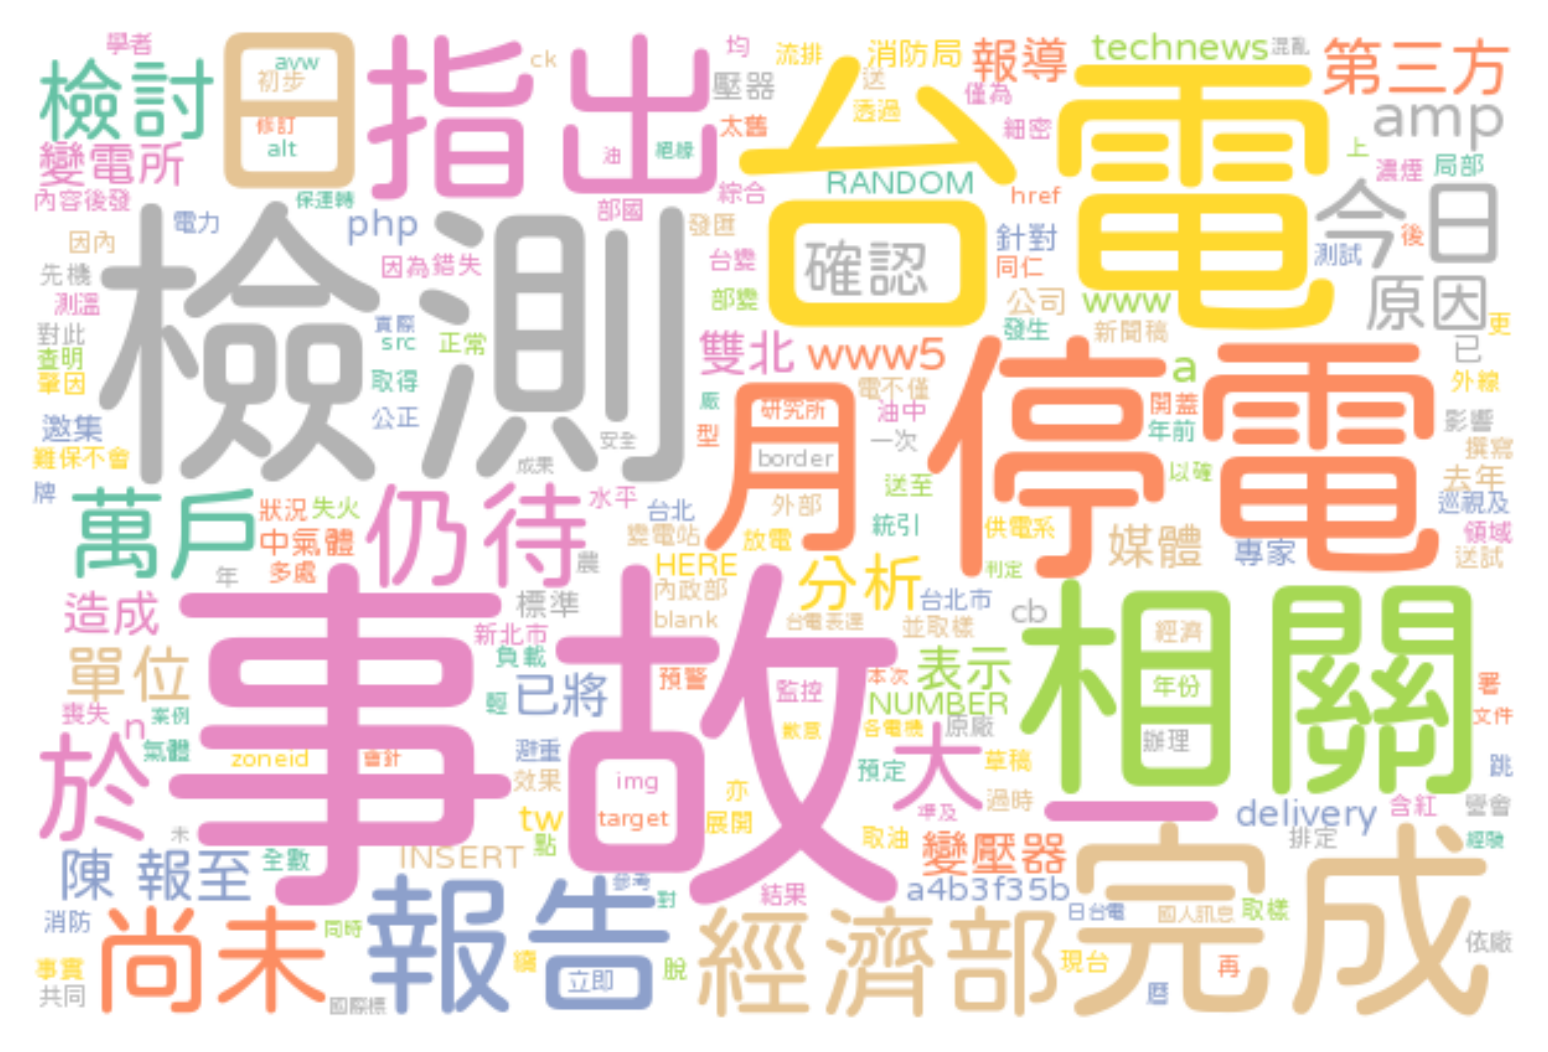 學者
檢討
日
avw
初步
修訂
alt
指出
ck
均
流排
消防局
報導
technews
混亂
第三方
壓器
送
僅為
amp
台電
透過
太舊
細密
變電所
油
絕緣
RANDOM
上
濃煙
局部
內容後發
保運轉
綜合
href
今日
部國
電力
php
發匯
確認
針對
後
測試
因內
檢測
因為
錯失
台變
同仁
先機
測溫
部變
公司
www
原因
更
對此
實際
src
正常
雙北
www5
發生
新聞稿
已
查明
肇因
取得
a
外線
月
停電
電不僅
公正
廠
研究所
油中
開蓋
年前
影響
邀集
型
一次
撰寫
安全
border
難保不會
成果
以確
去年
牌
送至
萬戶
狀況
失火
仍待
水平
台北
外部
統引
供電系
巡視及
中氣體
變電站
放電
媒體
專家
領域
送試
多處
年
農
HERE
分析
判定
事故
內政部
造成
標準
blank
台電表達
台北市
並取樣
cb
相關
新北市
經濟
單位
負載
預警
本次
表示
監控
年份
署
輕
已將
NUMBER
喪失
n
案例
散意
各電機
原廠
文件
辦理
於
氣體
zoneid
會針
避重
大
草稿
跳
效果
img
預定
亦
過時
一
delivery
含紅
璺會
target
tw
展開
準及
未
點
取油
變壓器
排定
經驗
INSERT
陳
報至
全數
完成
參考
對
結果
a4b3f35b
消防
尚未
同時
報告
經濟部
日台電
國人訊息
取樣
依廠
事實
續
立即
脫
現台
再
共同
國際標
曆